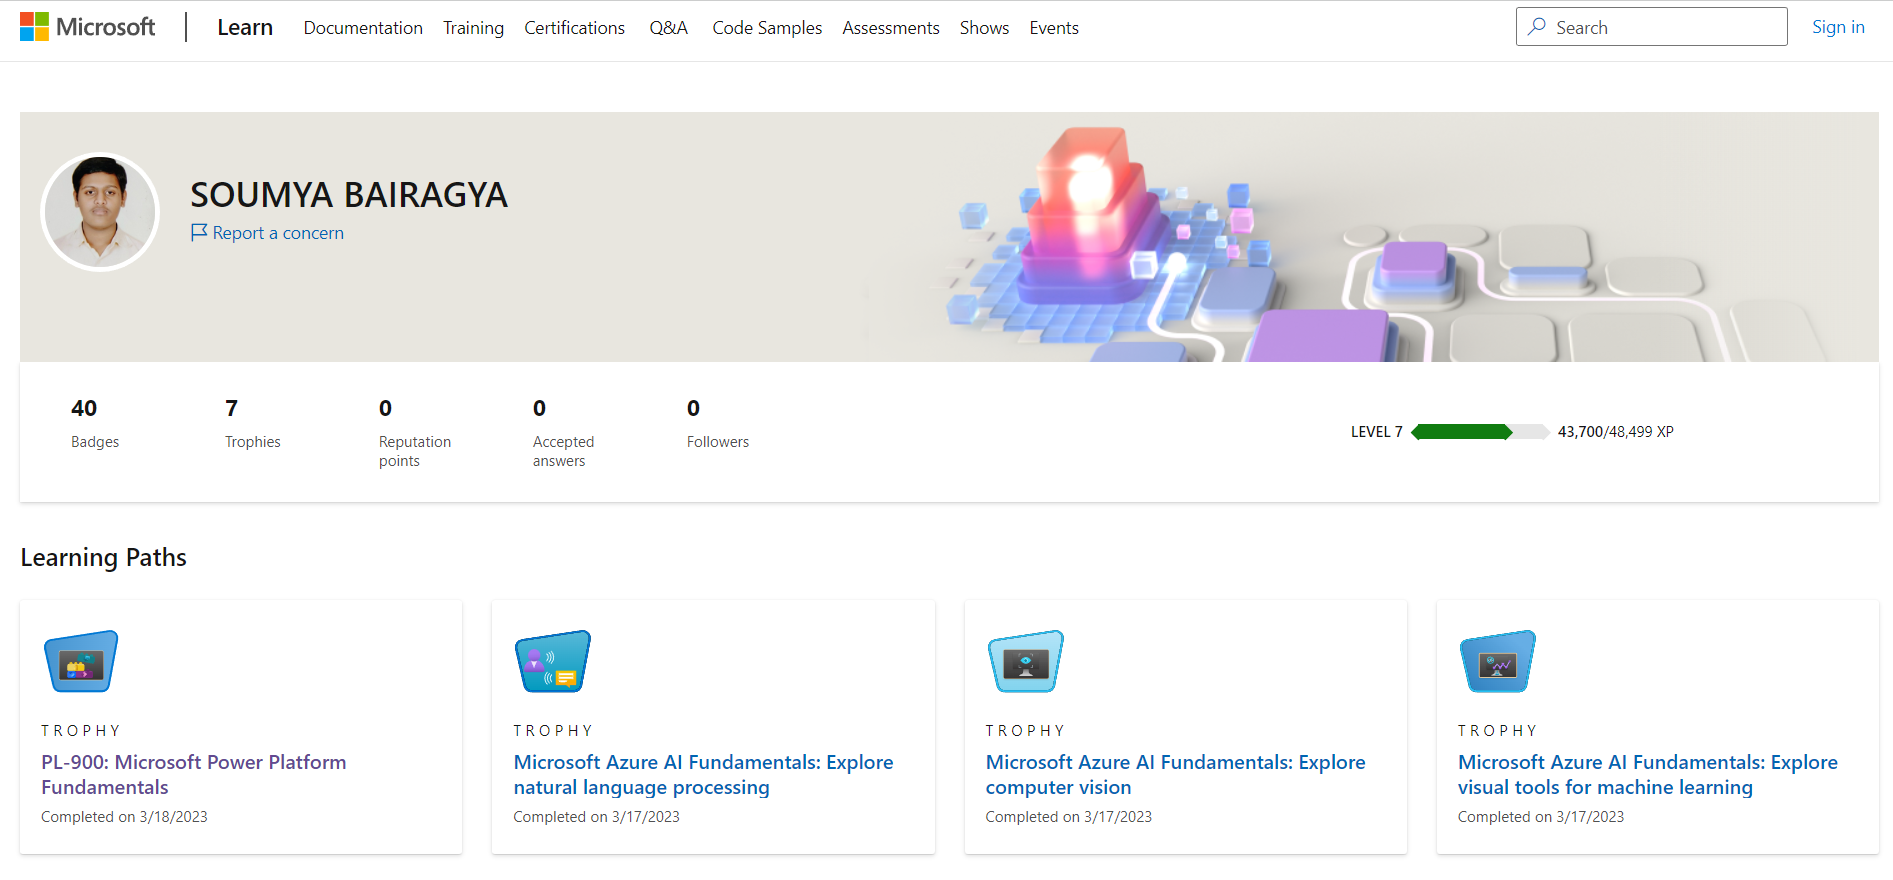 Microsoft | Learn Documentation Training Certifications Q&A Code Samples Assessments Shows Events Search Sign in
SOUMYA BAIRAGYA
Report a concern
40 7 0 0 0
Badges Trophies Reputation points Accepted answers Followers
LEVEL 7 43,700/48,499 XP
Learning Paths
TROPHY
PL-900: Microsoft Power Platform
Fundamentals
Completed on 3/18/2023
TROPHY
Microsoft Azure AI Fundamentals: Explore
natural language processing
Completed on 3/17/2023
TROPHY
Microsoft Azure AI Fundamentals: Explore
computer vision
Completed on 3/17/2023
TROPHY
Microsoft Azure AI Fundamentals: Explore
visual tools for machine learning
Completed on 3/17/2023